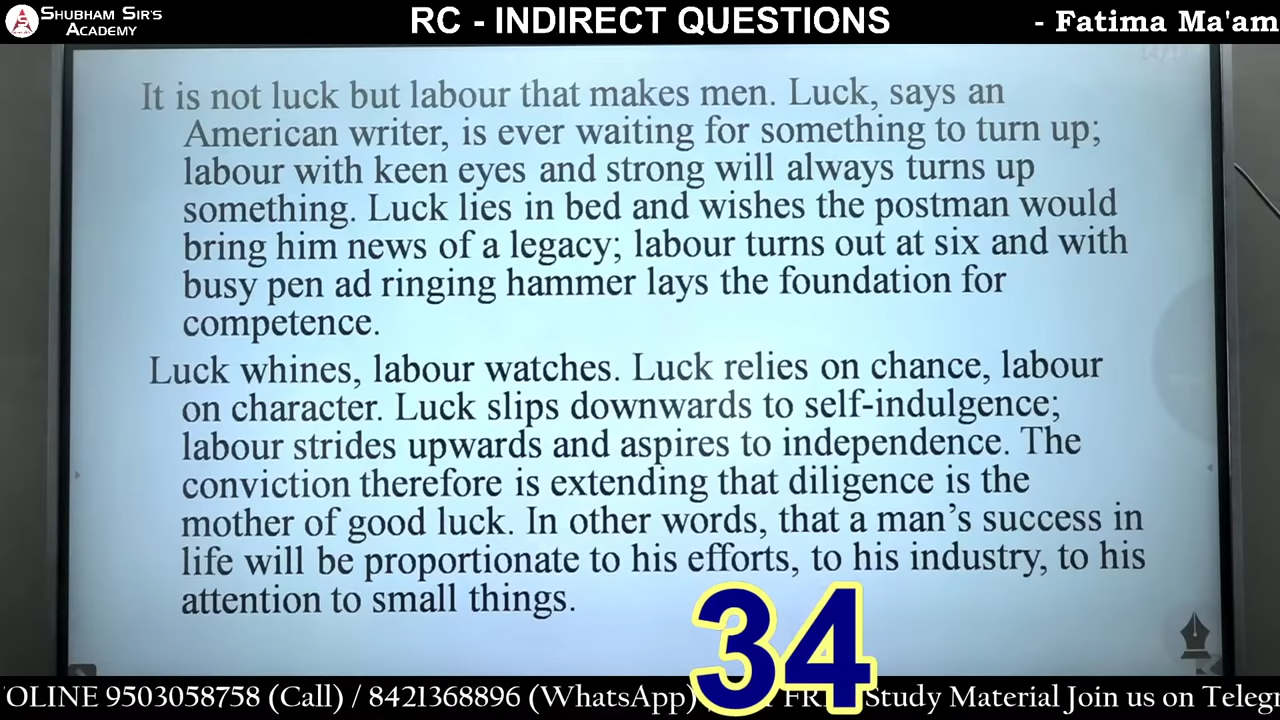 SHUBHAM SIR'S
ACADEMY
RC - INDIRECT QUESTIONS
- Fatima Ma'am
It is not luck but labour that makes men. Luck, says an
American writer, is ever waiting for something to turn up;
labour with keen eyes and strong will always turns up
something. Luck lies in bed and wishes the postman would
bring him news of a legacy; labour turns out at six and with
busy pen ad ringing hammer lays the foundation for
competence.
Luck whines, labour watches. Luck relies on chance, labour
on character. Luck slips downwards to self-indulgence;
labour strides upwards and aspires to independence. The
conviction therefore is extending that diligence is the
mother of good luck. In other words, that a man's success in
life will be proportionate to his efforts, to his industry, to his
attention to small things.
34
OLINE 9503058758 (Call) / 8421368896 (WhatsApp) FR Study Material Join us on Telegr